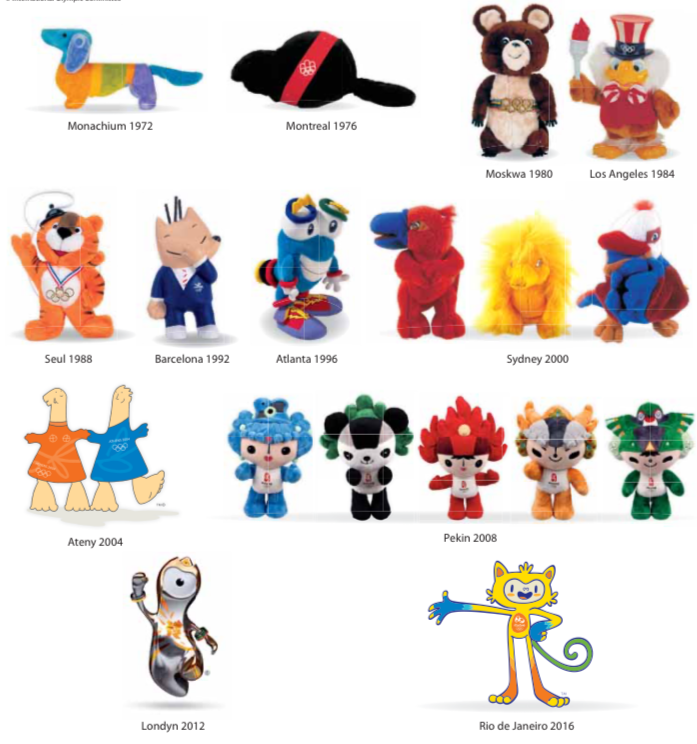 Monachium 1972
Montreal 1976
Moskwa 1980
Los Angeles 1984
Seul 1988
Barcelona 1992
Atlanta 1996
Sydney 2000
Ateny 2004
Pekin 2008
Londyn 2012
Rio de Janeiro 2016